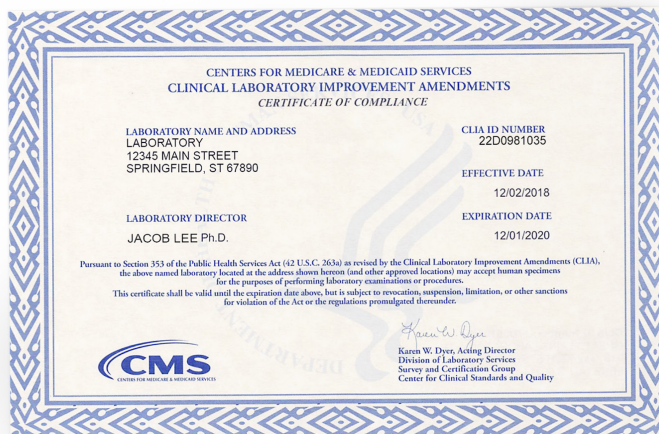 CENTERS FOR MEDICARE & MEDICAID SERVICES
CLINICAL LABORATORY IMPROVEMENT AMENDMENTS
CERTIFICATE OF COMPLIANCE
LABORATORY NAME AND ADDRESS
LABORATORY
12345 MAIN STREET
SPRINGFIELD, ST 67890
CLIA ID NUMBER
22D0981035
EFFECTIVE DATE
12/02/2018
LABORATORY DIRECTOR
JACOB LEE Ph.D.
EXPIRATION DATE
12/01/2020
Pursuant to Section 353 of the Public Health Services Act (42 U.S.C. 263a) as revised by the Clinical Laboratory Improvement Amendments (CLIA),
the above named laboratory located at the address shown hereon (and other approved locations) may accept human specimens
for the purposes of performing laboratory examinations or procedures.
This certificate shall be valid until the expiration date above, but is subject to revocation, suspension, limitation, or other sanctions
for violation of the Act or the regulations promulgated thereunder.
Karen W. Dyer
Karen W. Dyer, Acting Director
Division of Laboratory Services
Survey and Certification Group
Center for Clinical Standards and Quality
CMS
CENTERS FOR MEDICARE & MEDICAID SERVICES